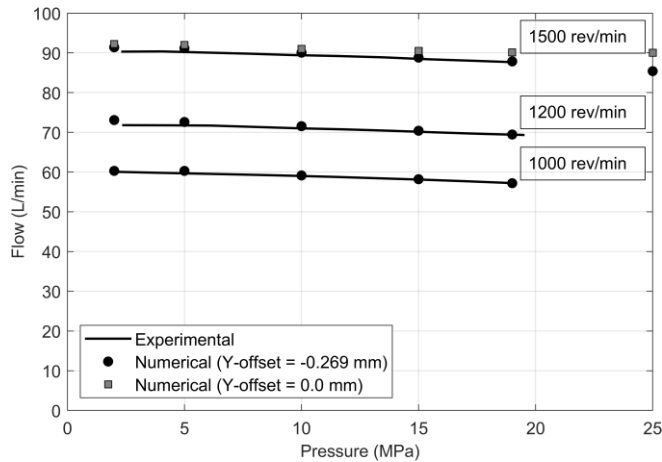 100
90
80
70
60
50
40
30
20
10
0
Flow (L/min)
1500 rev/min
1200 rev/min
1000 rev/min
Experimental
Numerical (Y-offset = -0.269 mm)
Numerical (Y-offset = 0.0 mm)
0 5 10 15 20 25
Pressure (MPa)